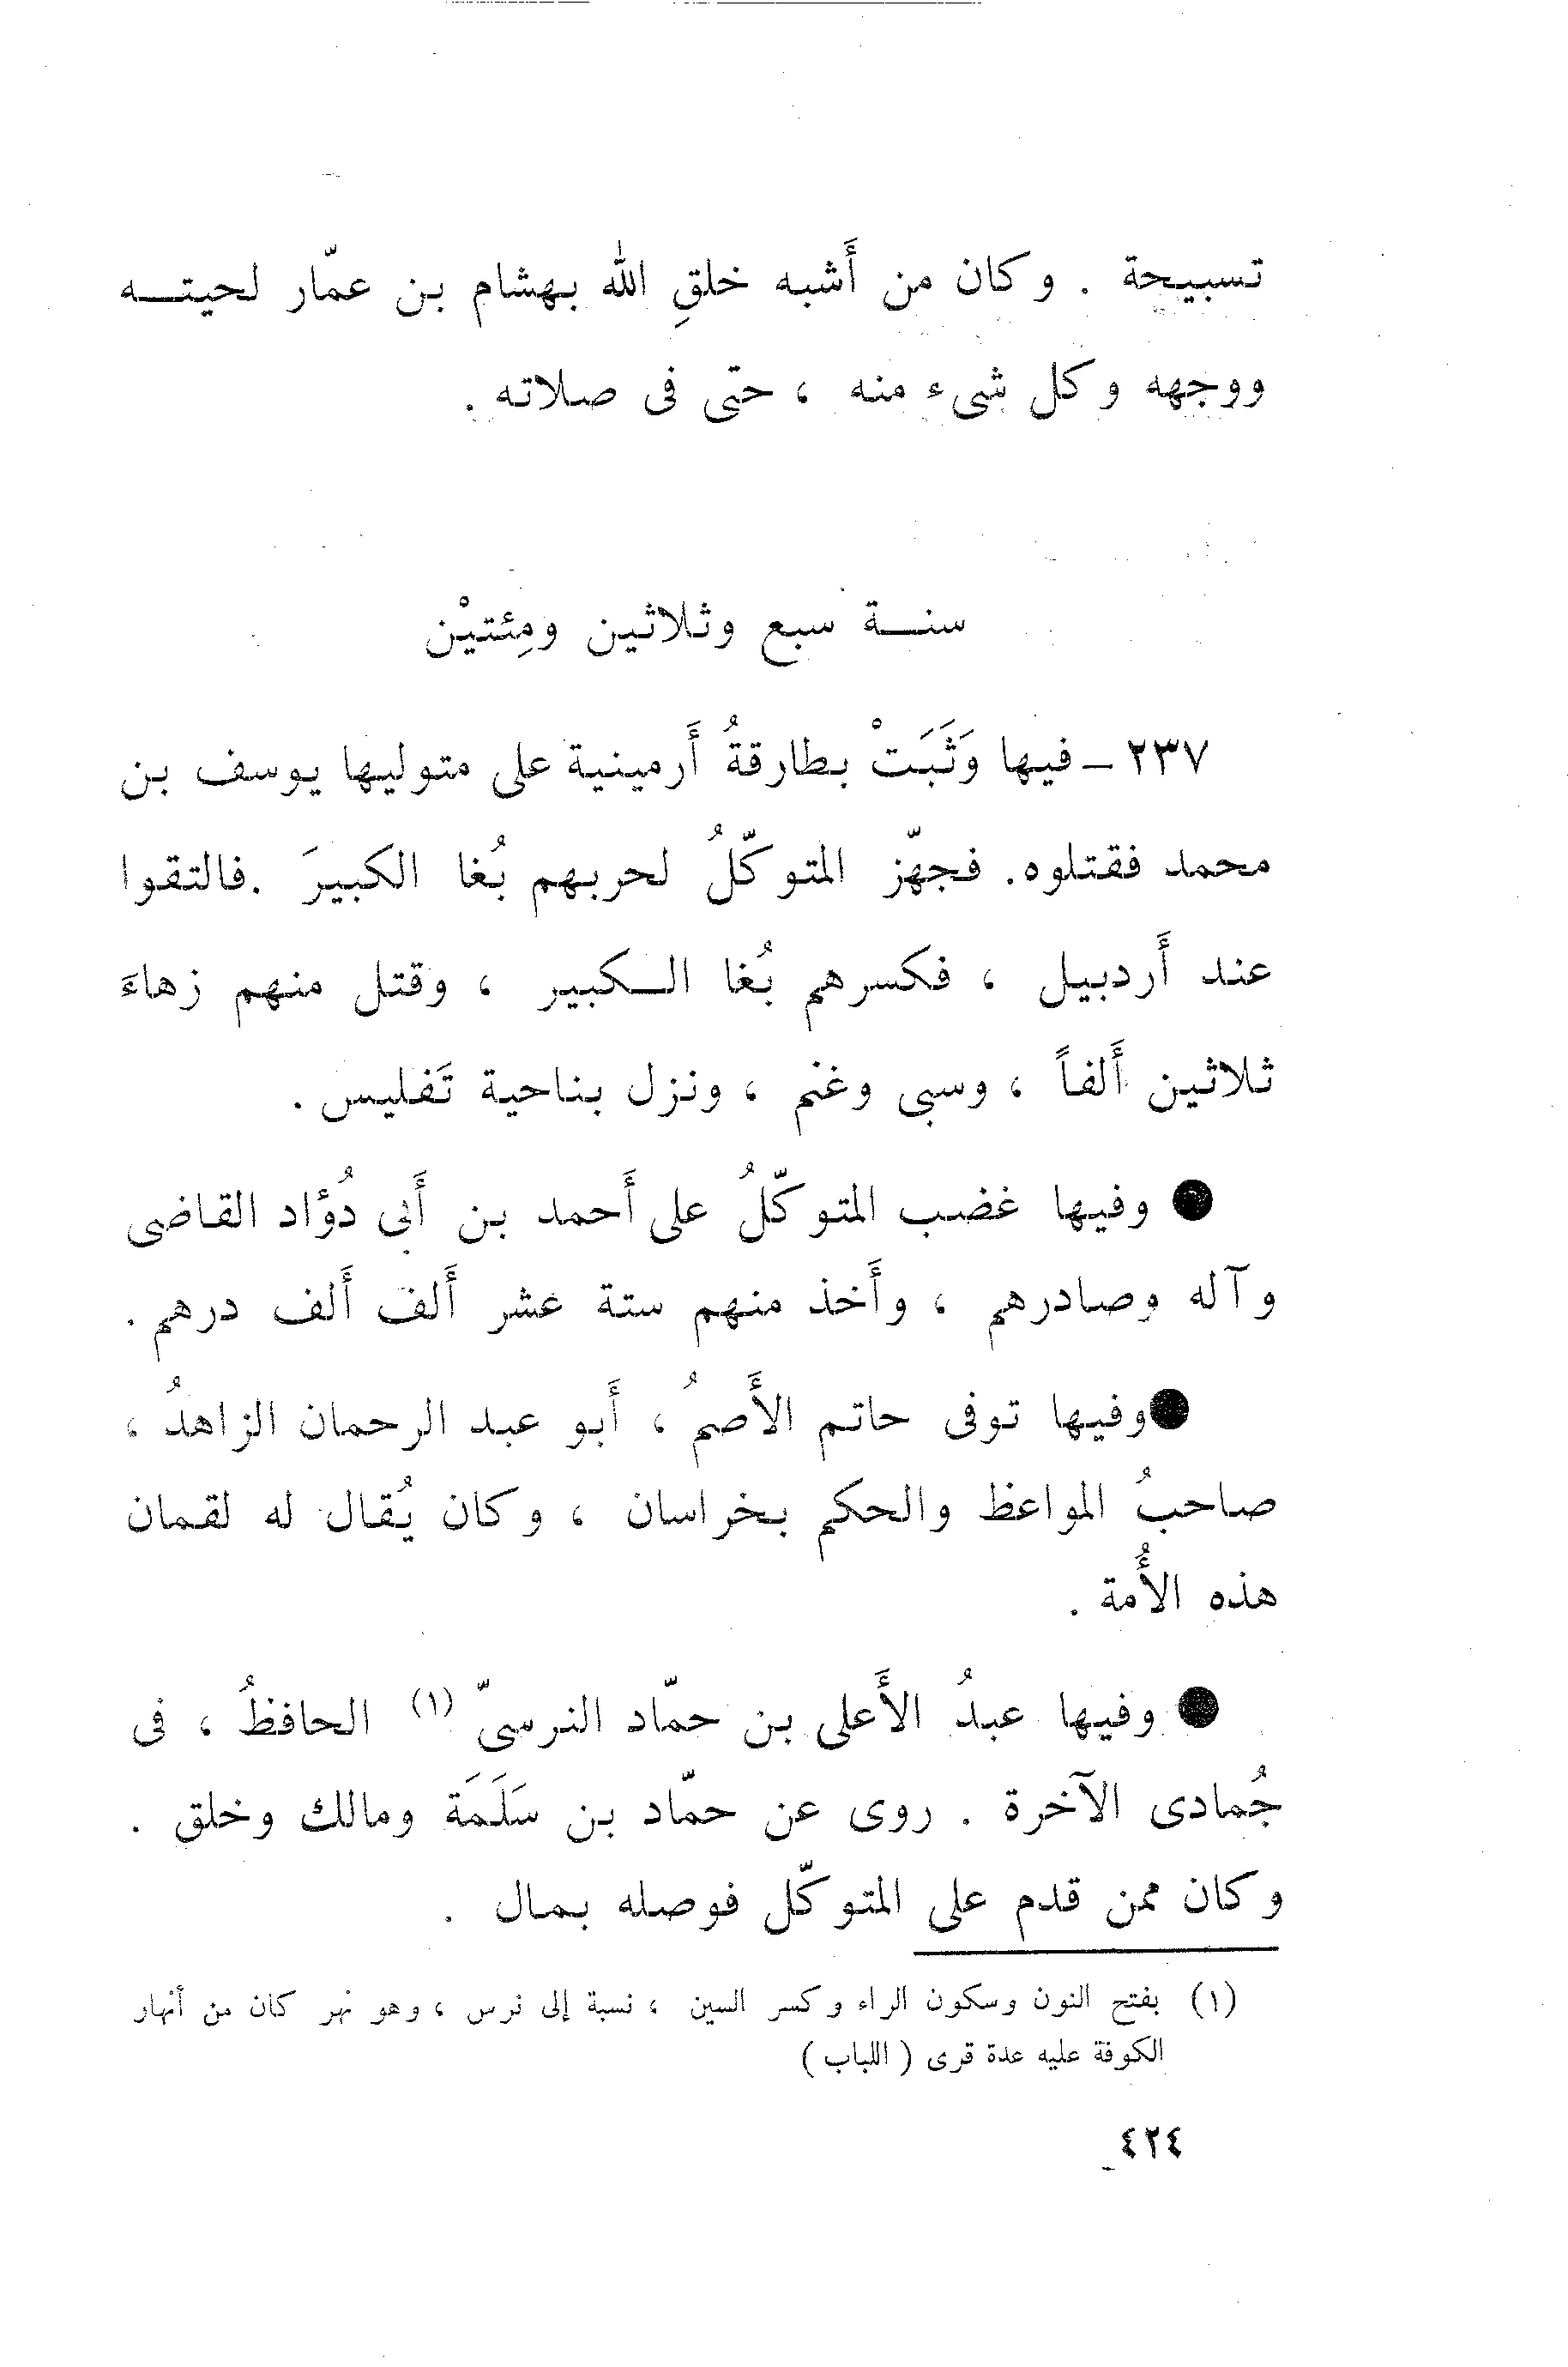 تسبيحة . وكان من أَشبه خلقِ الله بهشام بن عمّار لحيتـــه
ووجهه وكل شىء منه ، حتى فى صلاته .
سنـــة سبع وثلاثين ومِئتيْن
٢٣٧ ـ فيها وَثَبَتْ بطارقةُ أَرمينية على متوليها يوسف بن
محمد فقتلوه. فجهّز المتوكّلُ لحربهم بُغا الكبيرَ .فالتقوا
عند أَردبيل ، فكسرهم بُغا الـكبير ، وقتل منهم زهاءَ
ثلاثين أَلفاً ، وسبى وغنم ، ونزل بناحية تَفليس .
● وفيها غضب المتوكّلُ على أَحمد بن أَبى دُؤاد القاضى
وآله وصادرهم ، وأَخذ منهم ستة عشر أَلف أَلف درهم .
●وفيها توفى حاتم الأَصمُ ، أَبو عبد الرحمان الزاهدُ ،
صاحبُ المواعظ والحكم بخراسان ، وكان يُقال له لقمان
هذه الأُمة .
● وفيها عبدُ الأَعلى بن حمّاد النرسىّ (١) الحافظُ ، فى
جُمادى الآخرة . روى عن حمّاد بن سَلَمَة ومالك وخلق .
وكان ممن قدم على المتوكّل فوصله بمال .
(١) بفتح النون وسكون الراء وكسر السين ، نسبة إلى نرس ، وهو نهر كان من أنهار
الكوفة عليه عدة قرى ( اللباب )
٤٢٤